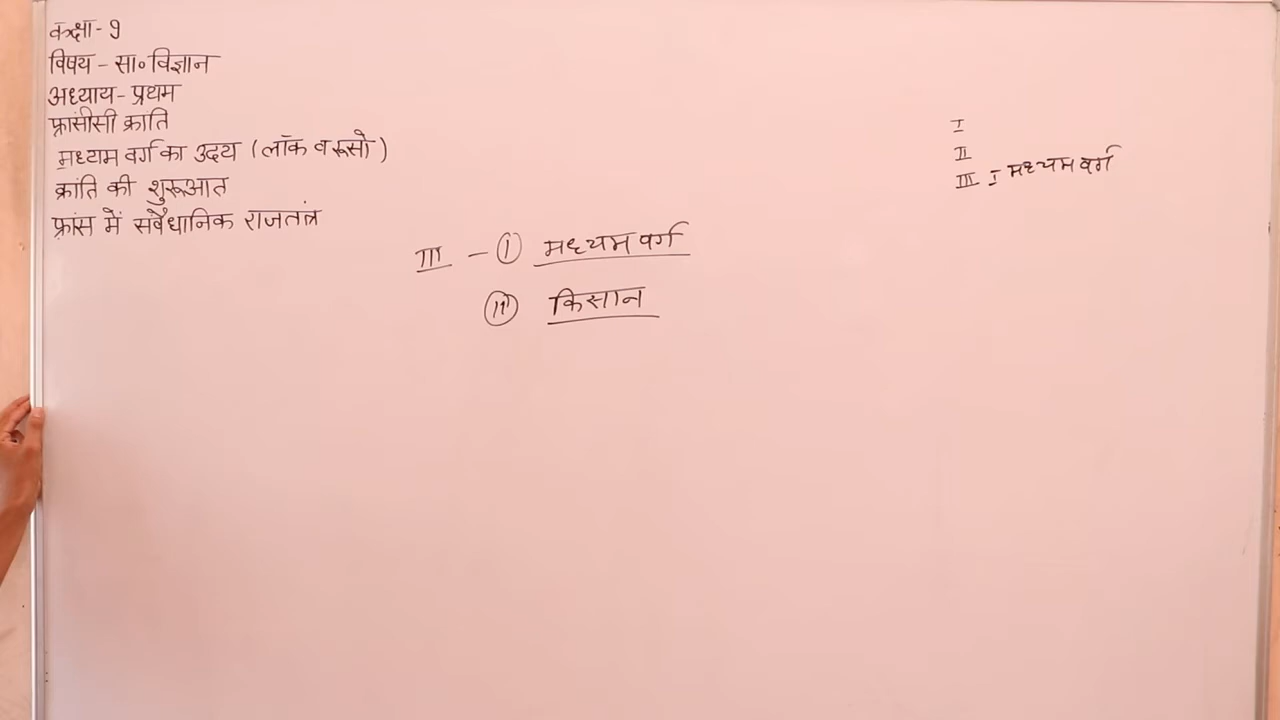 कक्षा- 9
विषय - सा॰ विज्ञान
अध्याय- प्रथम
फ्रांसीसी क्रांति
मध्यम वर्ग का उदय (लॉक व रूसो)
क्रांति की शुरूआत
फ्रांस में संवैधानिक राजतंत्र
III - (I) मध्यम वर्ग
(II) किसान
I
II
III I मध्यम वर्ग